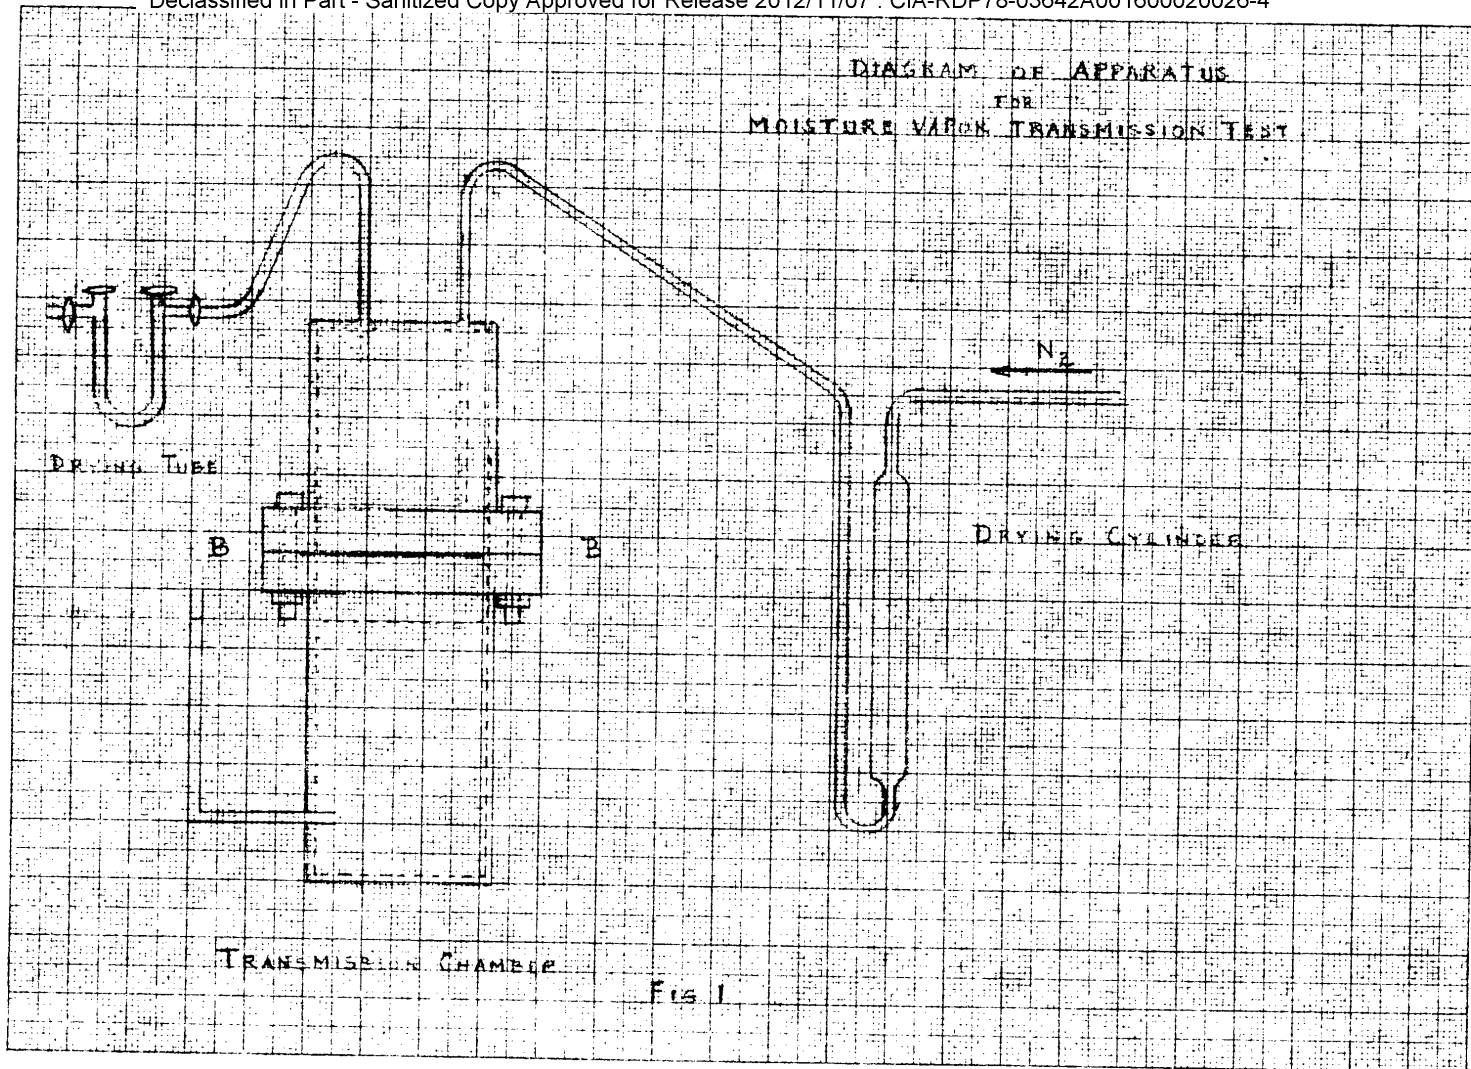 Declassified in Part - Sanitized Copy Approved for Release 2012/11/07 : CIA-RDP78-03642A001600020026-4
DIAGRAM OF APPARATUS
FOR
MOISTURE VAPOR TRANSMISSION TEST
N2
DRYING TUBE
B
B
DRYING CYLINDER
TRANSMISSION CHAMBER
FIG 1